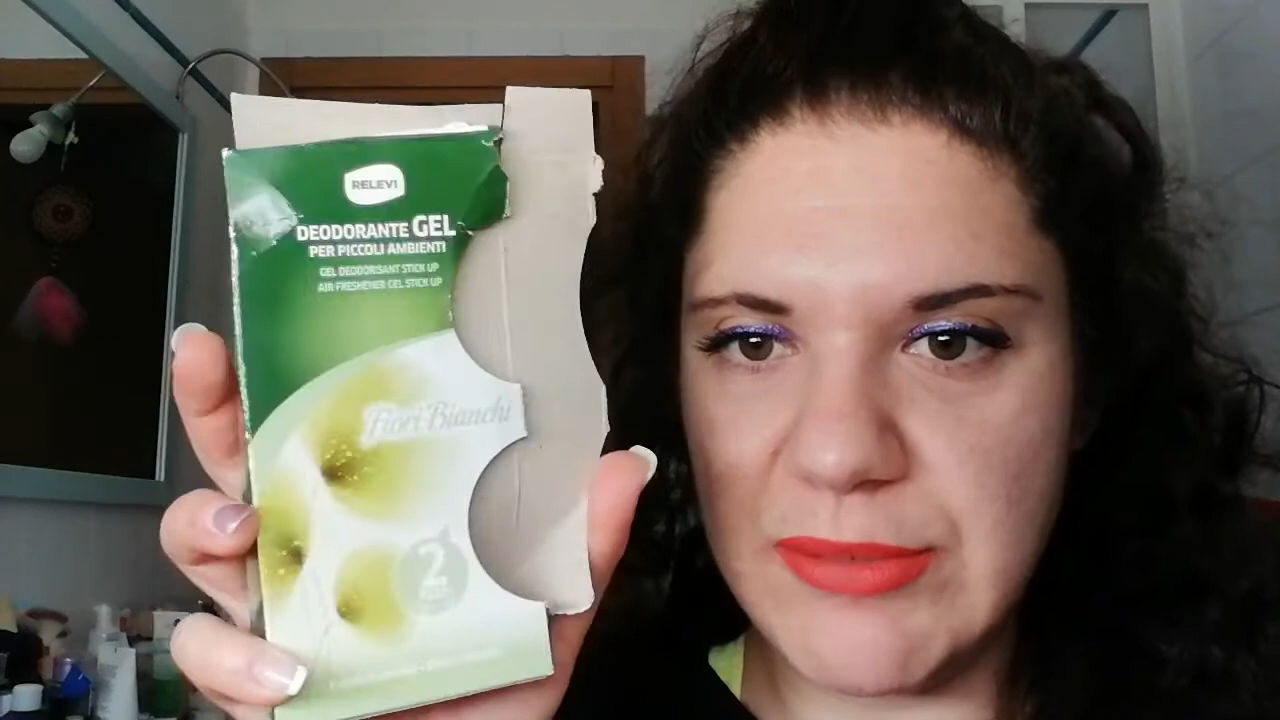 RELEVI
DEODORANTE GEL
PER PICCOLI AMBIENTI
GEL DEODORISANT STICK UP
AIR FRESHENER GEL STICK UP
Fiori Bianchi
2